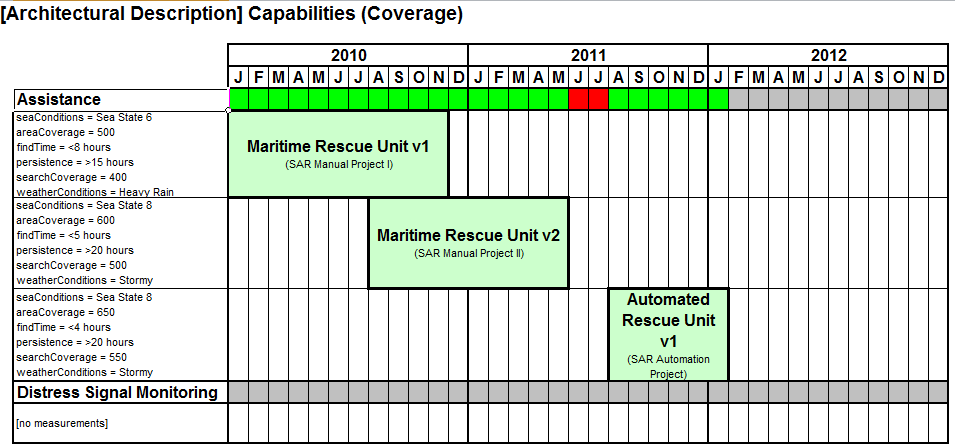 [Architectural Description] Capabilities (Coverage)
2010 2011 2012
J F M A M J J A S O N D J F M A M J J A S O N D J F M A M J J A S O N D
Assistance
seaConditions = Sea State 6
areaCoverage = 500
findTime = <8 hours
persistence = >15 hours
searchCoverage = 400
weatherConditions = Heavy Rain
Maritime Rescue Unit v1
(SAR Manual Project I)
seaConditions = Sea State 8
areaCoverage = 600
findTime = <5 hours
persistence = >20 hours
searchCoverage = 500
weatherConditions = Stormy
Maritime Rescue Unit v2
(SAR Manual Project II)
seaConditions = Sea State 8
areaCoverage = 650
findTime = <4 hours
persistence = >20 hours
searchCoverage = 550
weatherConditions = Stormy
Automated
Rescue Unit
v1
(SAR Automation
Project)
Distress Signal Monitoring
[no measurements]